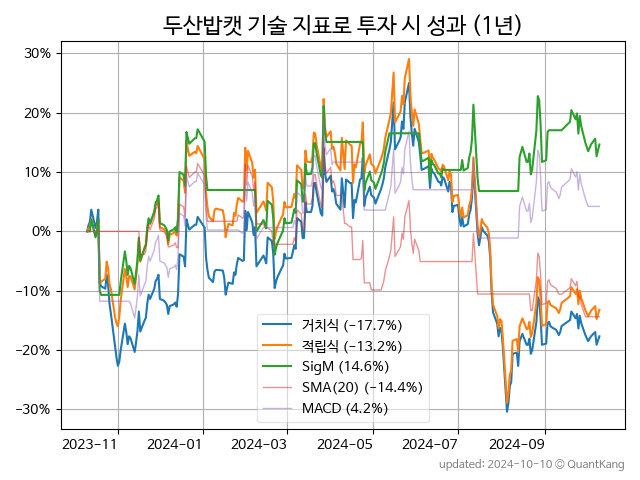 두산밥캣 기술 지표로 투자 시 성과 (1년)
30%
20%
10%
0%
−10%
−20%
−30%
거치식 (−17.7%)
적립식 (−13.2%)
SigM (14.6%)
SMA(20) (−14.4%)
MACD (4.2%)
2023−11 2024−01 2024−03 2024−05 2024−07 2024−09
updated: 2024-10-10 © QuantKang